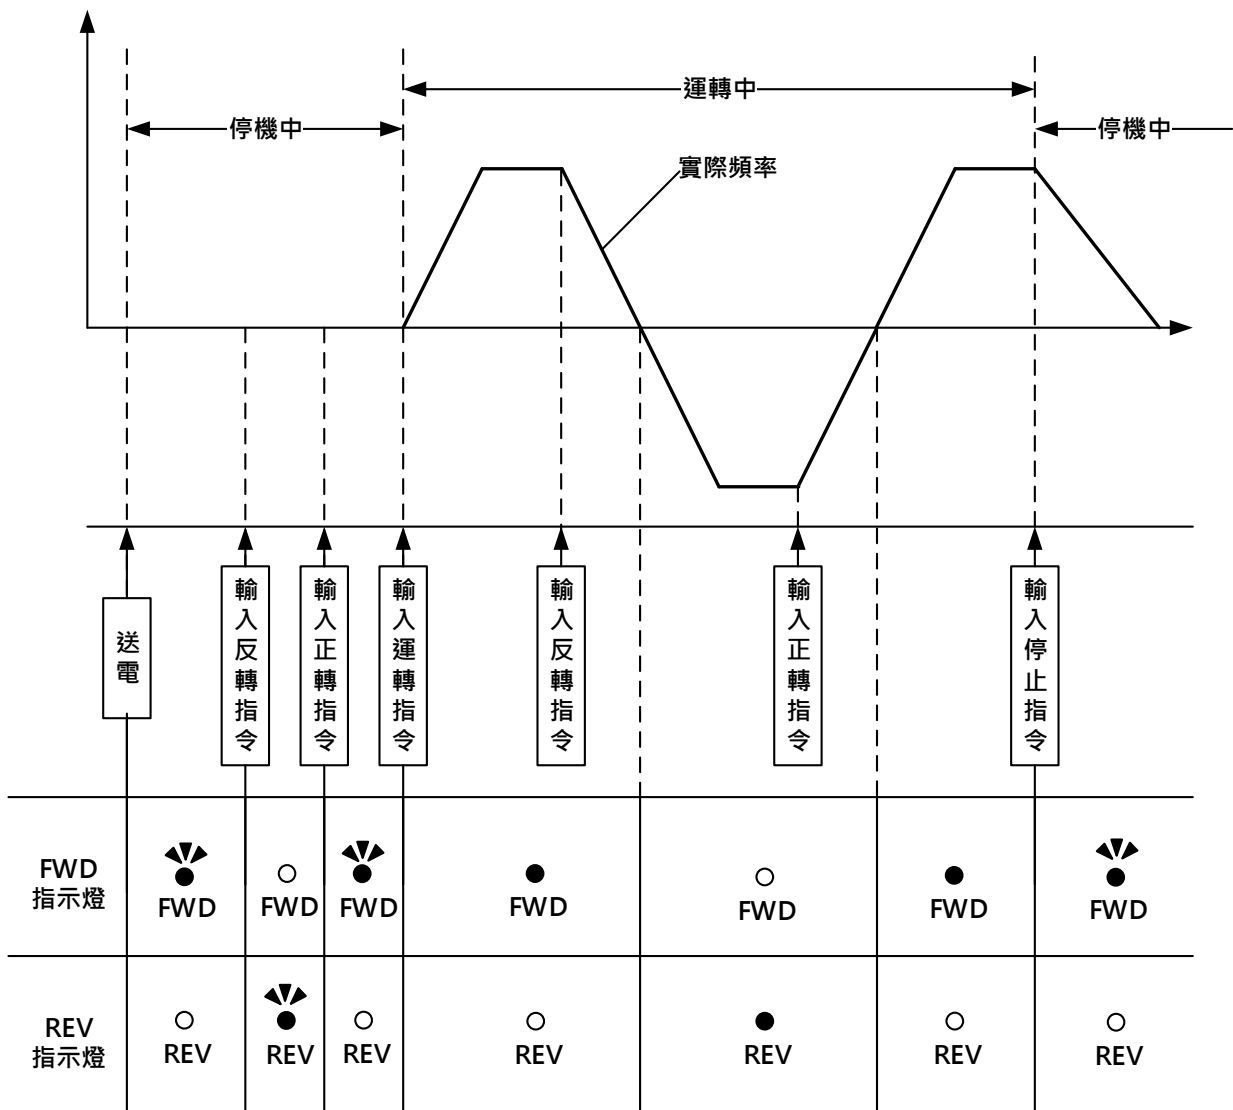 運轉中
停機中
停機中
實際頻率
送電
輸入反轉指令
輸入正轉指令
輸入運轉指令
輸入反轉指令
輸入正轉指令
輸入停止指令
FWD
指示燈
FWD
FWD
FWD
FWD
FWD
FWD
FWD
REV
指示燈
REV
REV
REV
REV
REV
REV
REV